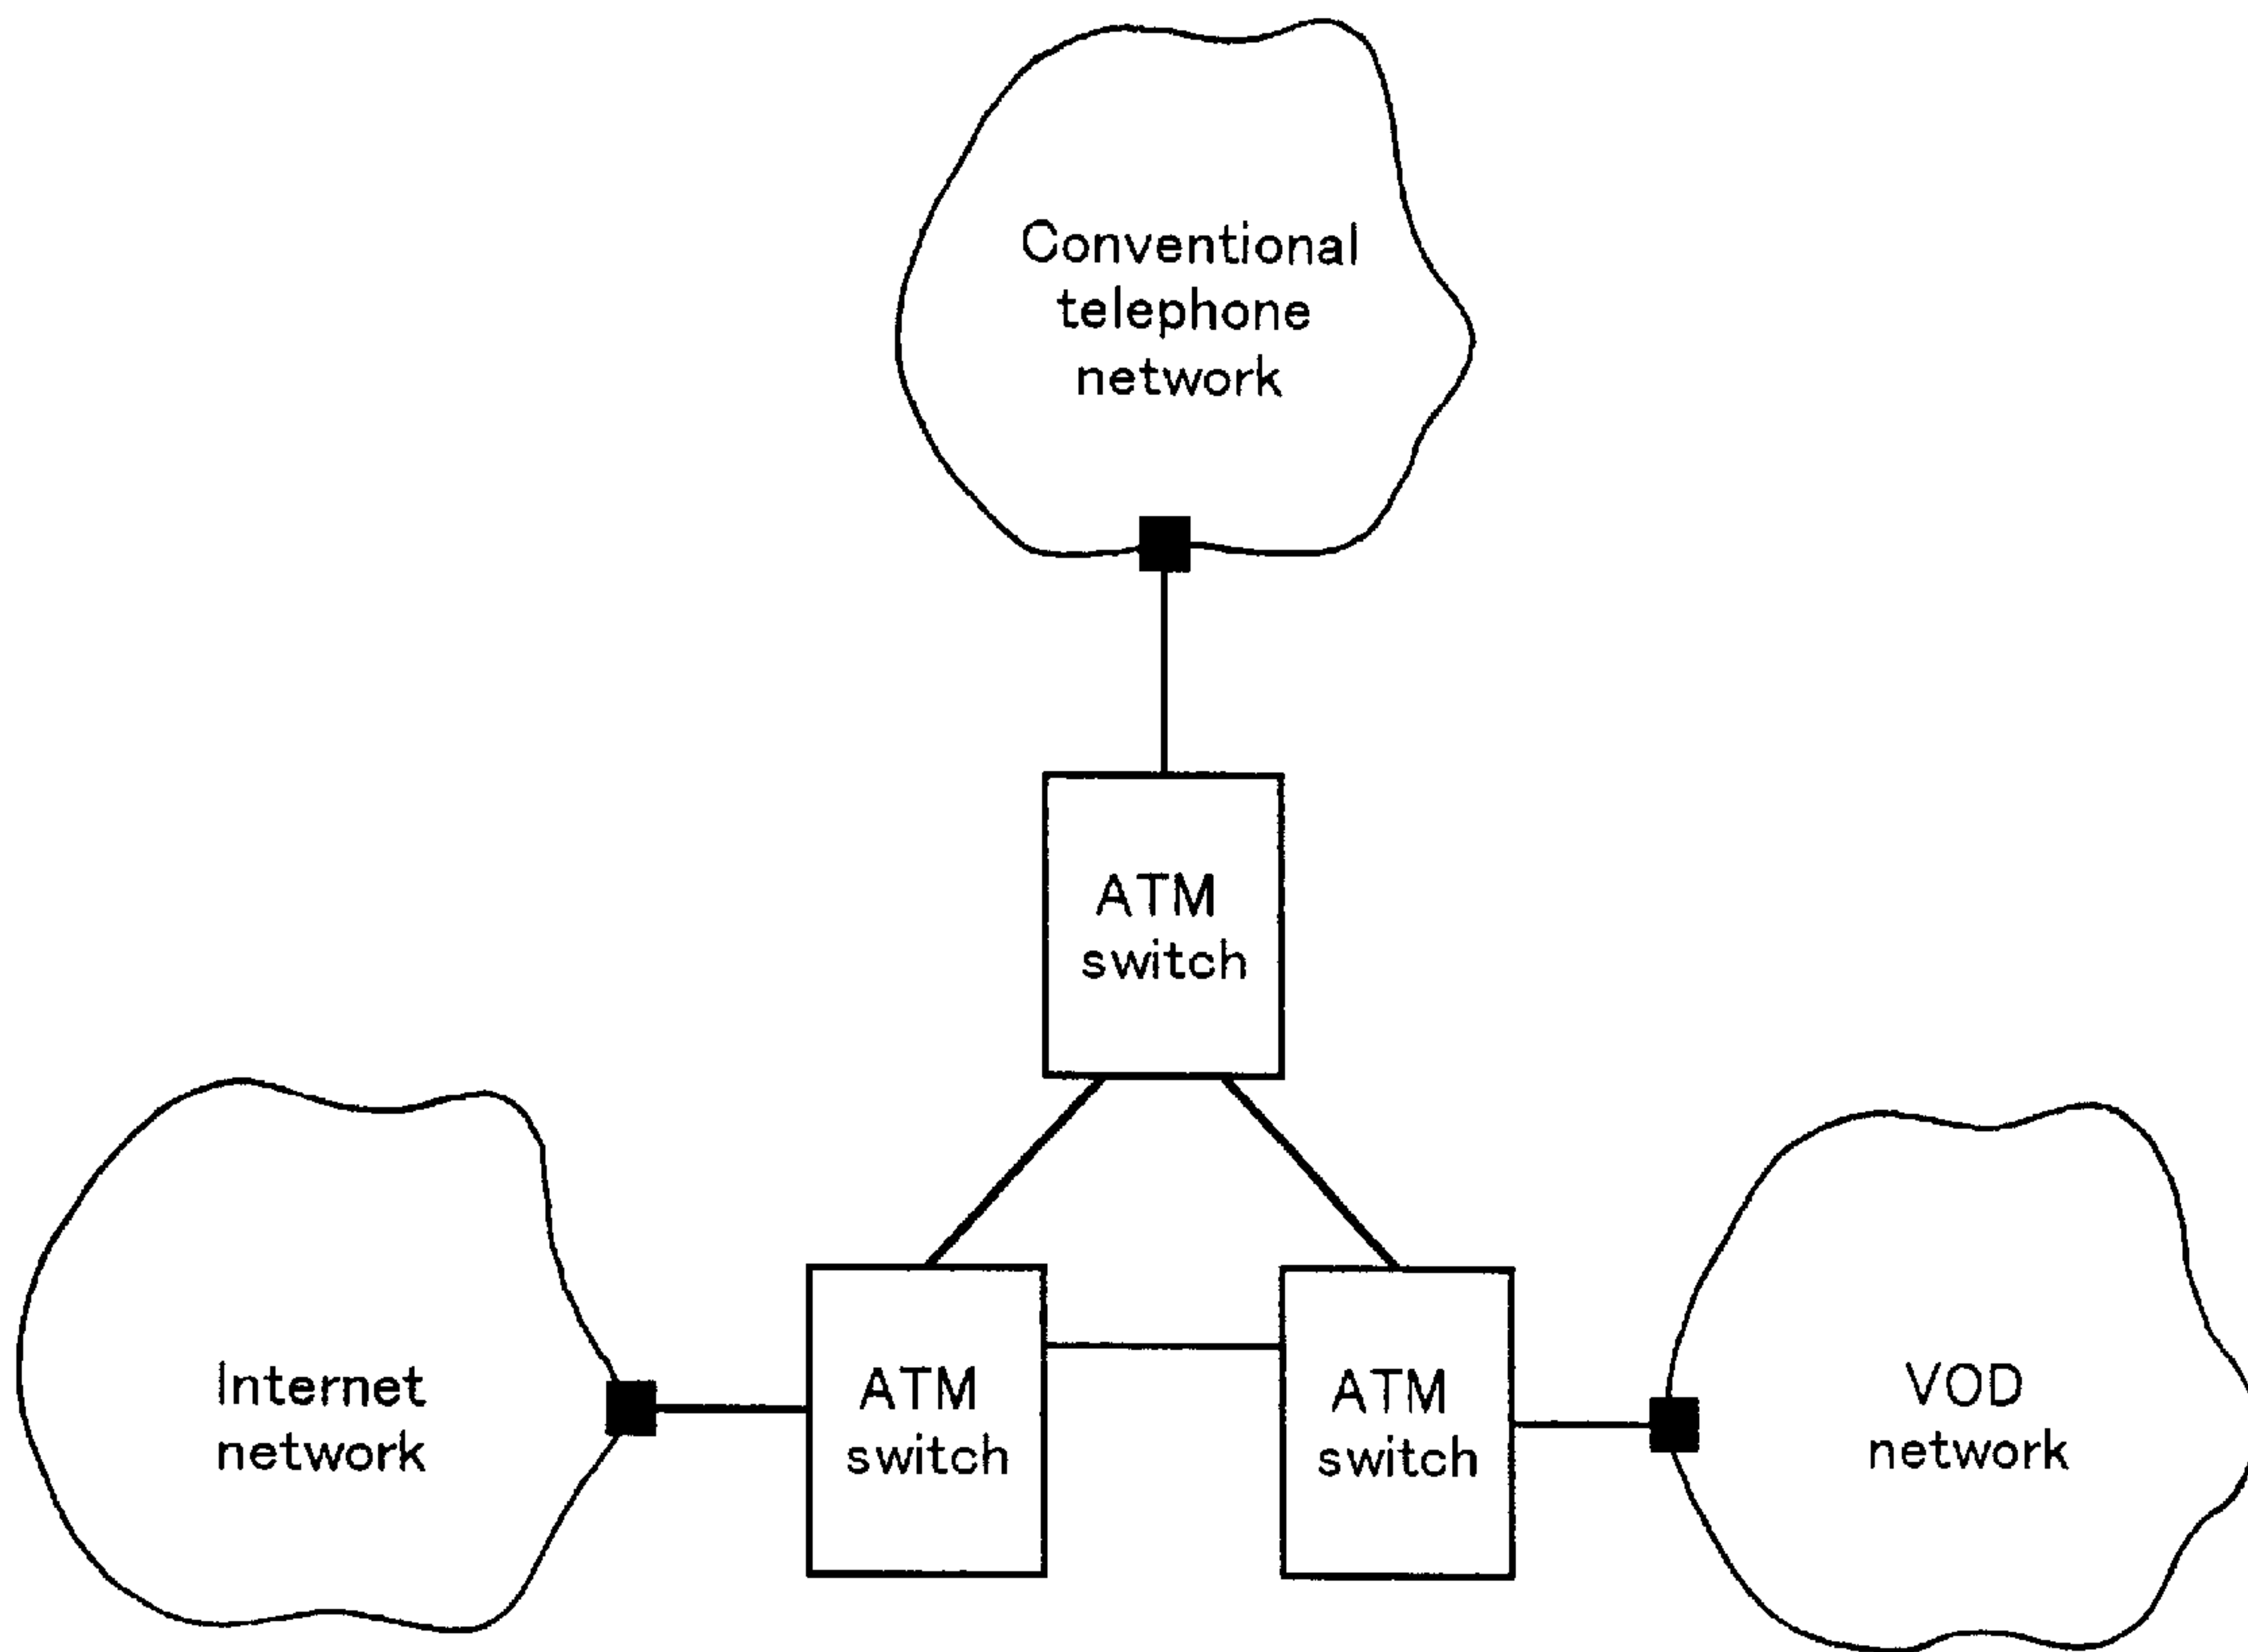 Conventional
telephone
network
ATM
switch
Internet
network
ATM
switch
ATM
switch
VOD
network